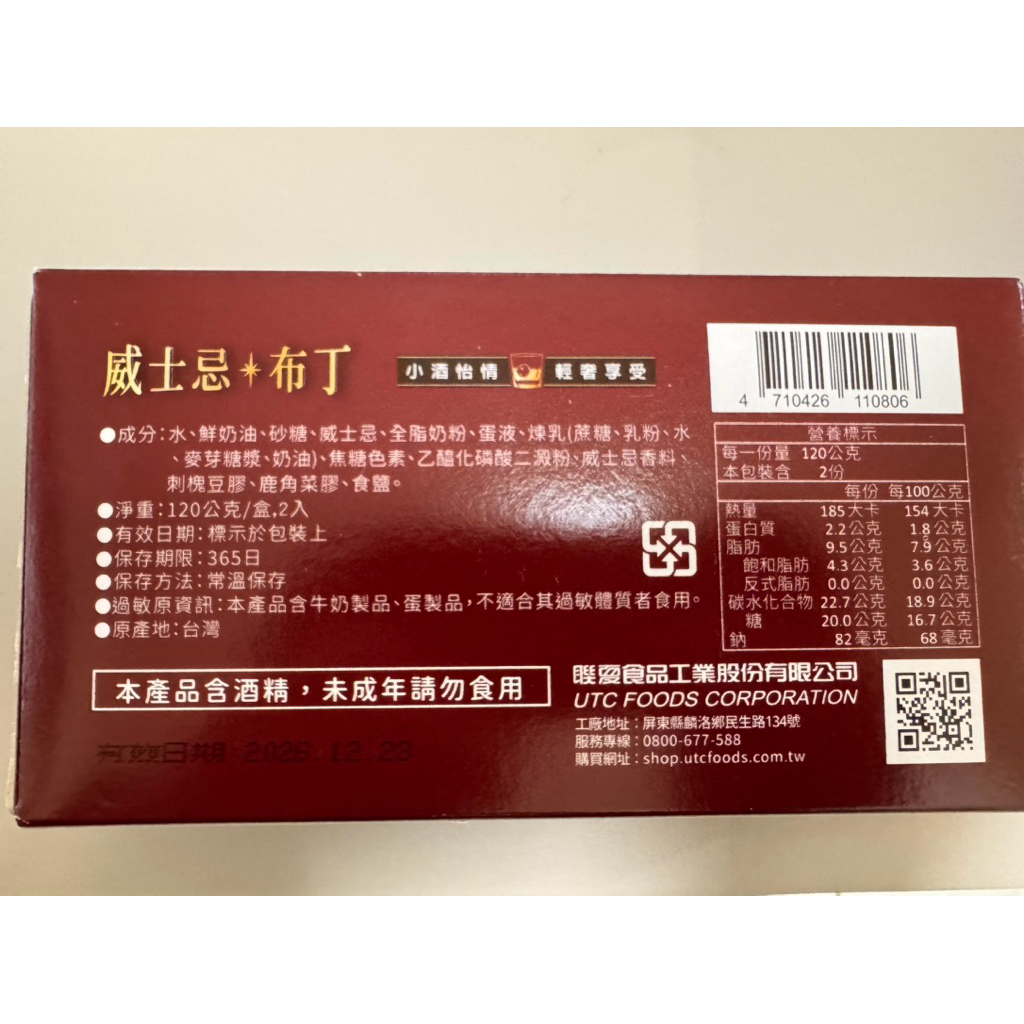 威士忌 布丁
小酒怡情 輕奢享受
4 710426 110806
●成分:水、鮮奶油、砂糖、威士忌、全脂奶粉、蛋液、煉乳(蔗糖、乳粉、水
、麥芽糖漿、奶油)、焦糖色素、乙醯化磷酸二澱粉、威士忌香料、
刺槐豆膠、鹿角菜膠、食鹽。
●淨重:120公克/盒,2入
●有效日期:標示於包裝上
●保存期限:365日
●保存方法:常溫保存
●過敏原資訊:本產品含牛奶製品、蛋製品,不適合其過敏體質者食用。
●原產地:台灣
營養標示
每一份量 120公克
本包裝含 2份
每份 每100公克
熱量 185大卡 154大卡
蛋白質 2.2公克 1.8公克
脂肪 9.5公克 7.9公克
飽和脂肪 4.3公克 3.6公克
反式脂肪 0.0公克 0.0公克
碳水化合物 22.7公克 18.9公克
糖 20.0公克 16.7公克
鈉 82毫克 68毫克
本產品含酒精，未成年請勿食用
有效日期 12 23
食品工業股份有限公司
UTC FOODS CORPORATION
工廠地址：屏東縣麟洛鄉民生路134號
服務專線：0800-677-588
購買網址：shop.utcfoods.com.tw